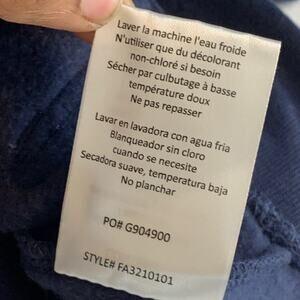 Laver la machine l'eau froide
N'utiliser que du décolorant
non-chloré si besoin
Sécher par culbutage à basse
température doux
Ne pas repasser
Lavar en lavadora con agua fría
Blanqueador sin cloro
cuando se necesite
Secadora suave, temperatura baja
No planchar
PO# G904900
STYLE# FA3210101